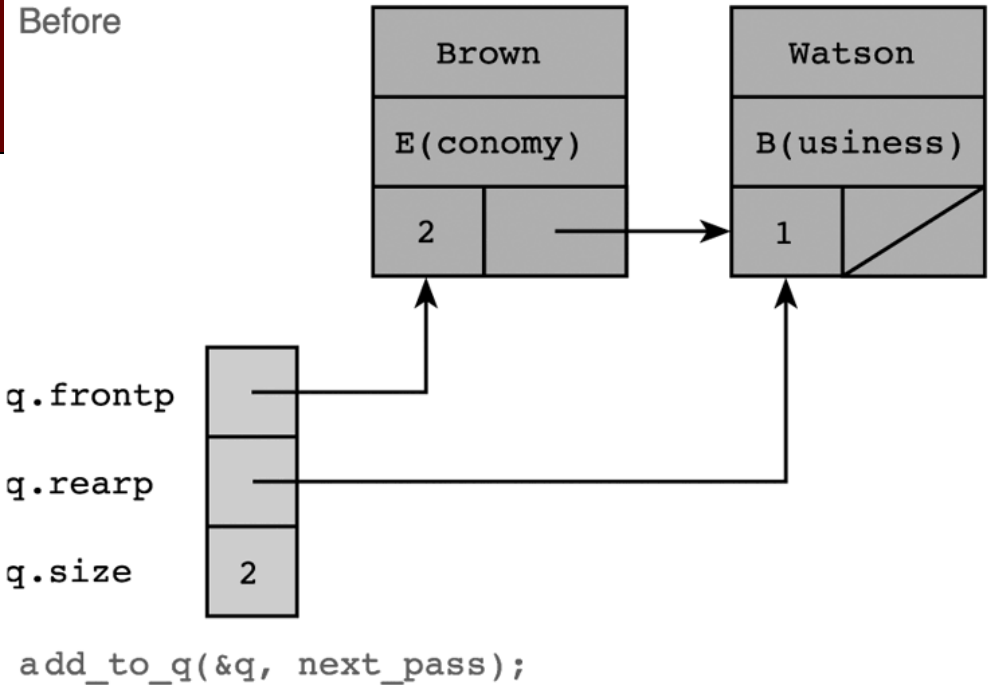 Before
Brown
Watson
E(conomy)
B(usiness)
2
1
q.frontp
q.rearp
q.size
2
add_to_q(&q, next_pass);